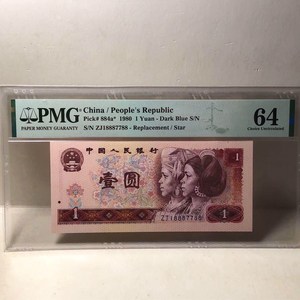 PMG
PAPER MONEY GUARANTY
China / People's Republic
Pick# 884a* 1980 1 Yuan - Dark Blue S/N
S/N ZJ18887788 - Replacement / Star
64
Choice Uncirculated
中国人民银行
壹圆
1
1
ZJ18887788